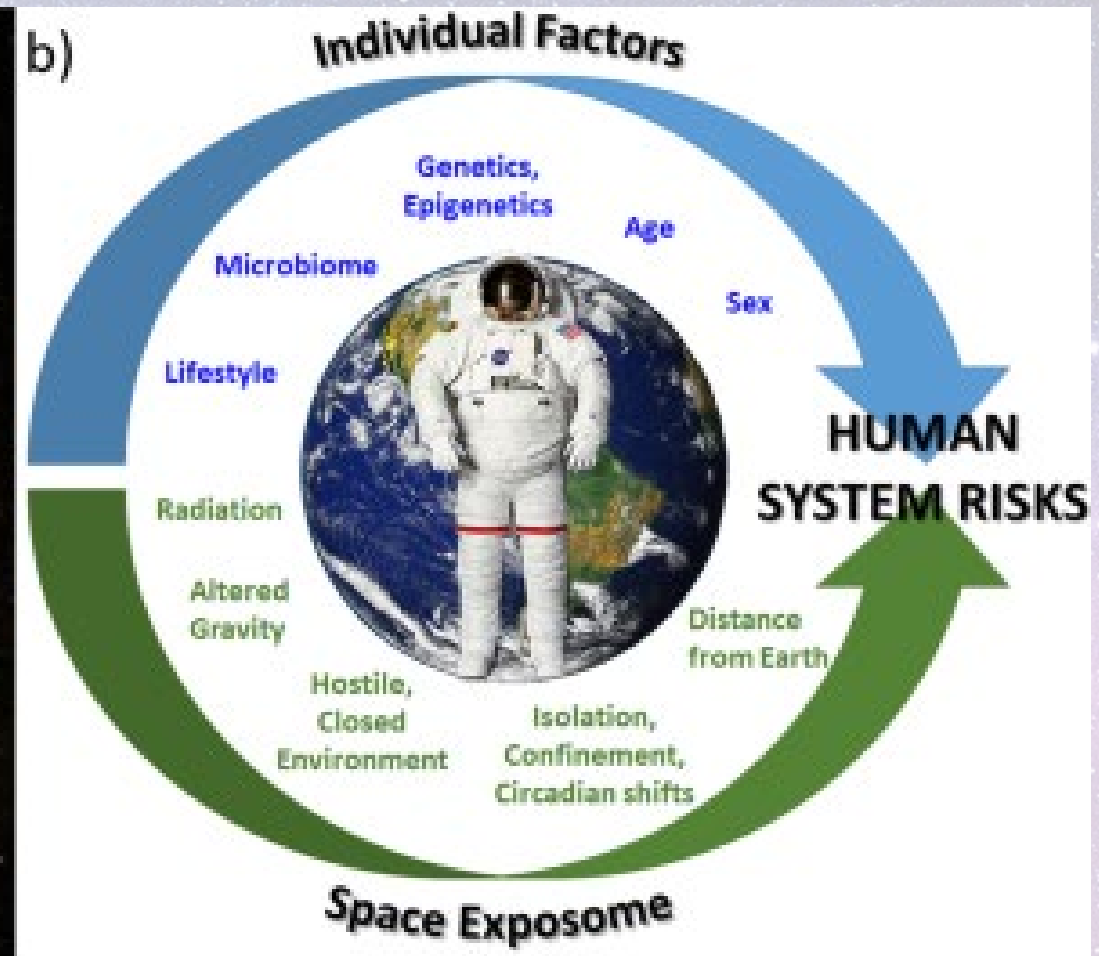 b)
Individual Factors
Genetics,
Epigenetics
Age
Microbiome
Sex
Lifestyle
HUMAN
SYSTEM RISKS
Radiation
Altered
Gravity
Distance
from Earth
Hostile,
Closed
Environment
Isolation,
Confinement,
Circadian shifts
Space Exposome